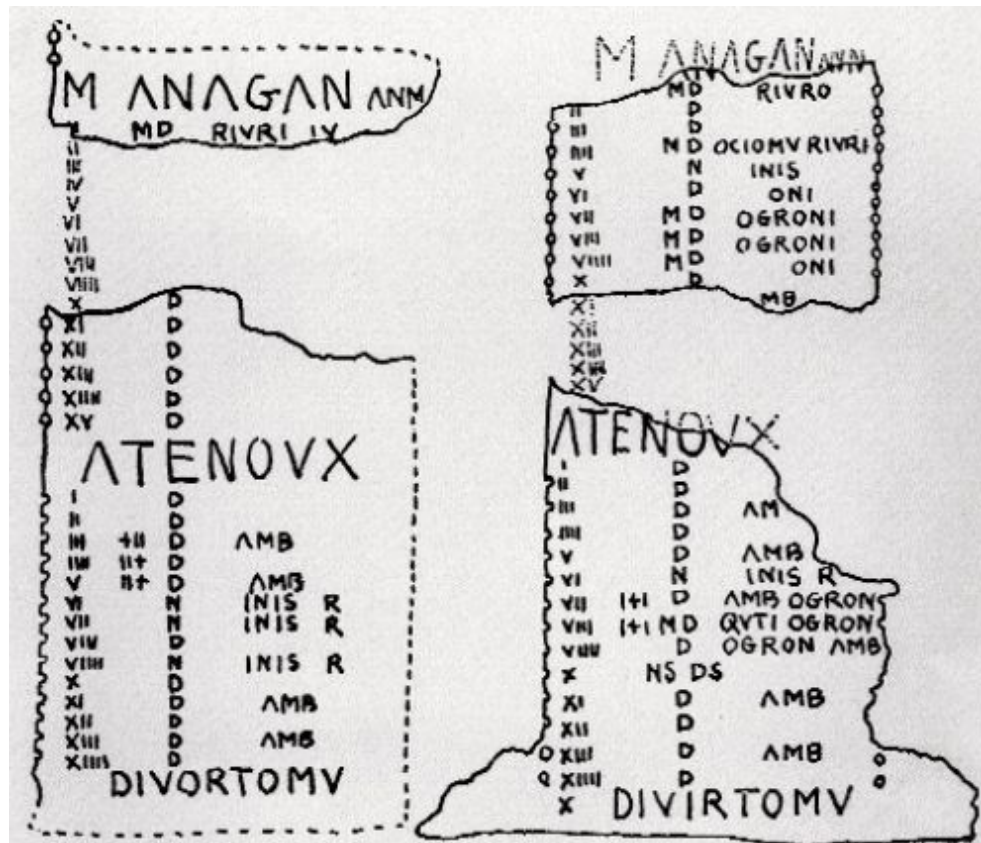 M ANAGAN ANM
MD RIVRI IV
I
II
III
IV
V
VI
VII
VIII
VIIII
X D
XI D
XII D
XIII D
XIIII D
XV D
ATENOVX
I D
II D
III +II D AMB
IIII II+ D
V II+ D AMB
VI N INIS R
VII N INIS R
VIII D
VIIII N INIS R
X D
XI D AMB
XII D
XIII D AMB
XIIII D
DIVORTOMV
M ANAGAN
MD RIVRO
II D
III D
IIII N D OCIOMV RIVRI
V N INIS
VI D ONI
VII M D OGRONI
VIII M D OGRONI
VIIII M D ONI
X D
XI MB
XII
XIII
XIIII
XV
ATENOVX
I D
II D
III D AM
IIII D
V D AMB
VI N INIS R
VII I+I D AMB OGRON
VIII I+I M D QVTI OGRON
VIIII D OGRON AMB
X NS DS
XI D AMB
XII D
XIII D AMB
XIIII D
X DIVIRTOMV